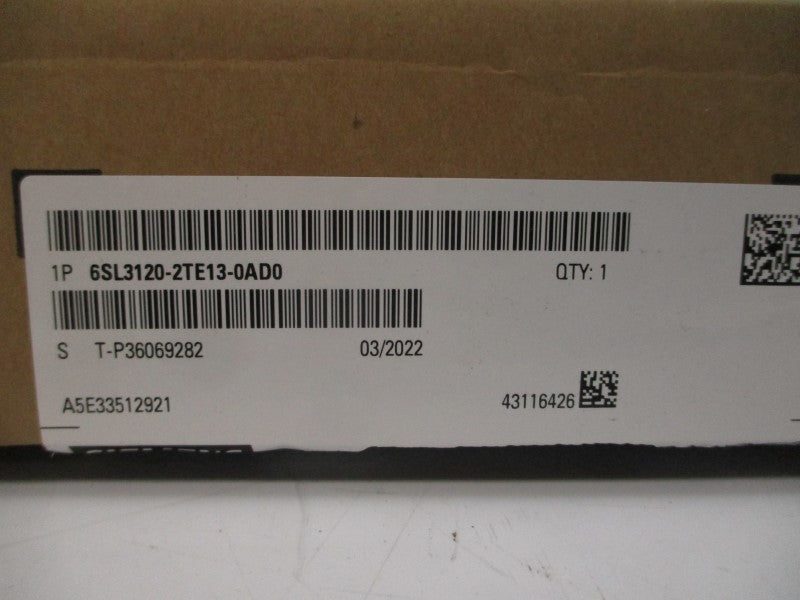 1P 6SL3120-2TE13-0AD0 QTY: 1
S T-P36069282 03/2022
A5E33512921 43116426